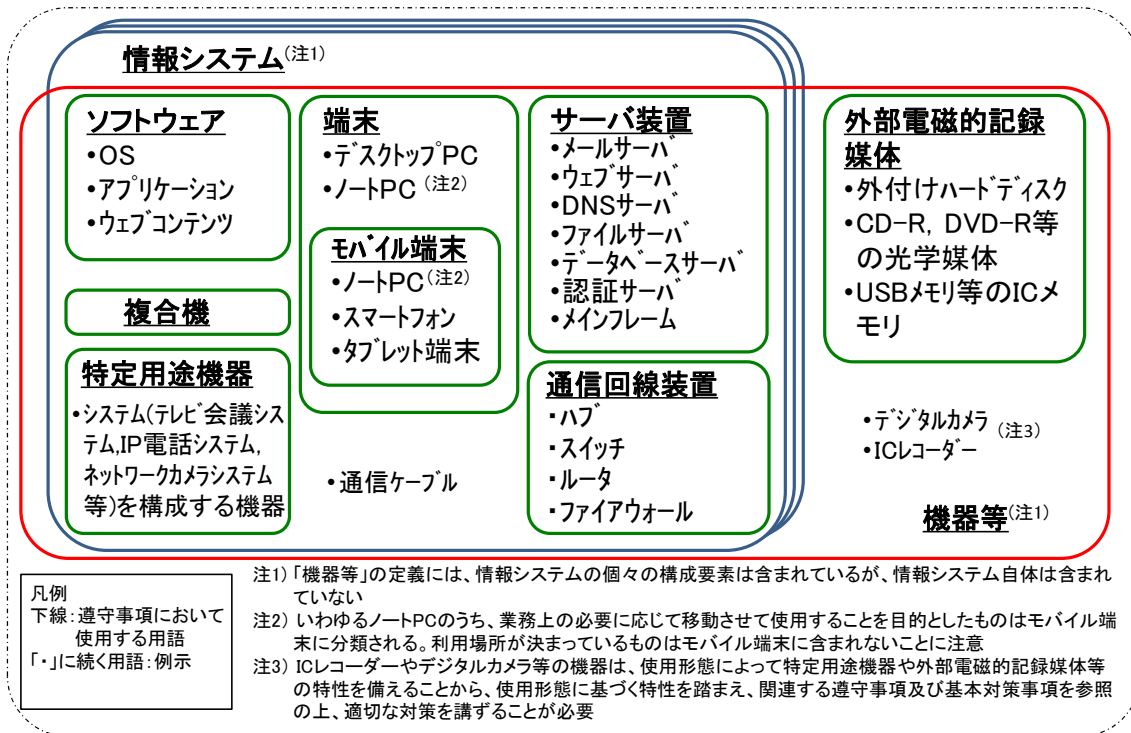 情報システム(注1)
ソフトウェア
•OS
•アプリケーション
•ウェブコンテンツ
複合機
特定用途機器
•システム(テレビ会議シス
テム,IP電話システム,
ネットワークカメラシステム
等)を構成する機器
端末
•デスクトップPC
•ノートPC(注2)
モバイル端末
•ノートPC(注2)
•スマートフォン
•タブレット端末
•通信ケーブル
サーバ装置
•メールサーバ
•ウェブサーバ
•DNSサーバ
•ファイルサーバ
•データベースサーバ
•認証サーバ
•メインフレーム
通信回線装置
・ハブ
・スイッチ
・ルータ
・ファイアウォール
外部電磁的記録
媒体
•外付けハードディスク
•CD-R, DVD-R等
の光学媒体
•USBメモリ等のICメ
モリ
•デジタルカメラ
•ICレコーダー
(注3)
機器等(注1)
凡例
下線:遵守事項において
使用する用語
「・」に続く用語:例示
注1)「機器等」の定義には、情報システムの個々の構成要素は含まれているが、情報システム自体は含まれ
ていない
注2) いわゆるノートPCのうち、業務上の必要に応じて移動させて使用することを目的としたものはモバイル端
末に分類される。利用場所が決まっているものはモバイル端末に含まれないことに注意
注3) ICレコーダーやデジタルカメラ等の機器は、使用形態によって特定用途機器や外部電磁的記録媒体等
の特性を備えることから、使用形態に基づく特性を踏まえ、関連する遵守事項及び基本対策事項を参照
の上、適切な対策を講ずることが必要